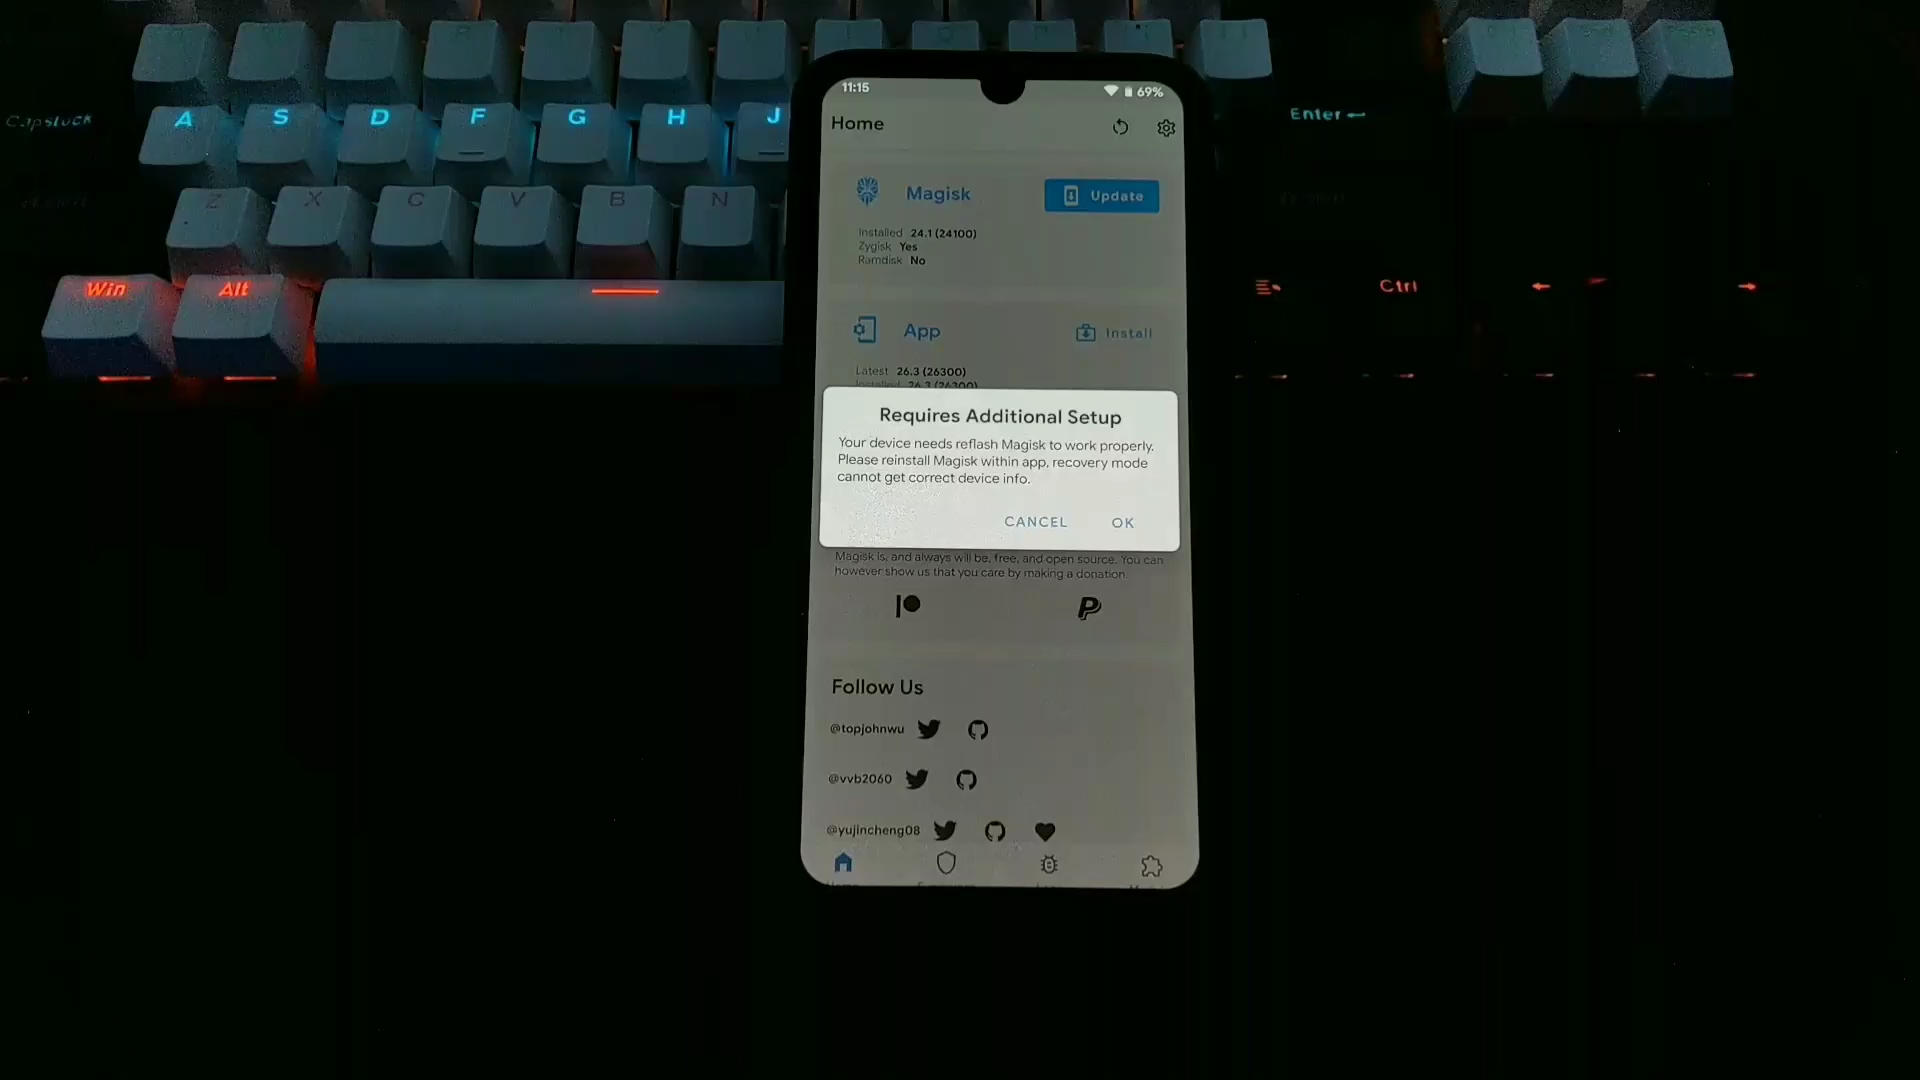 A S D F G H J
Capslock
Z X C V B N
Win Alt
Enter
Ctrl
11:15
69%
Home
Magisk
Update
Installed 24.1 (24100)
Zygisk Yes
Ramdisk No
App
Install
Latest 26.3 (26300)
Installed 26.3 (26300)
Requires Additional Setup
Your device needs reflash Magisk to work properly.
Please reinstall Magisk within app, recovery mode
cannot get correct device info.
CANCEL OK
Magisk is, and always will be, free, and open source. You can
however show us that you care by making a donation.
Follow Us
@topjohnwu
@vvb2060
@yujincheng08